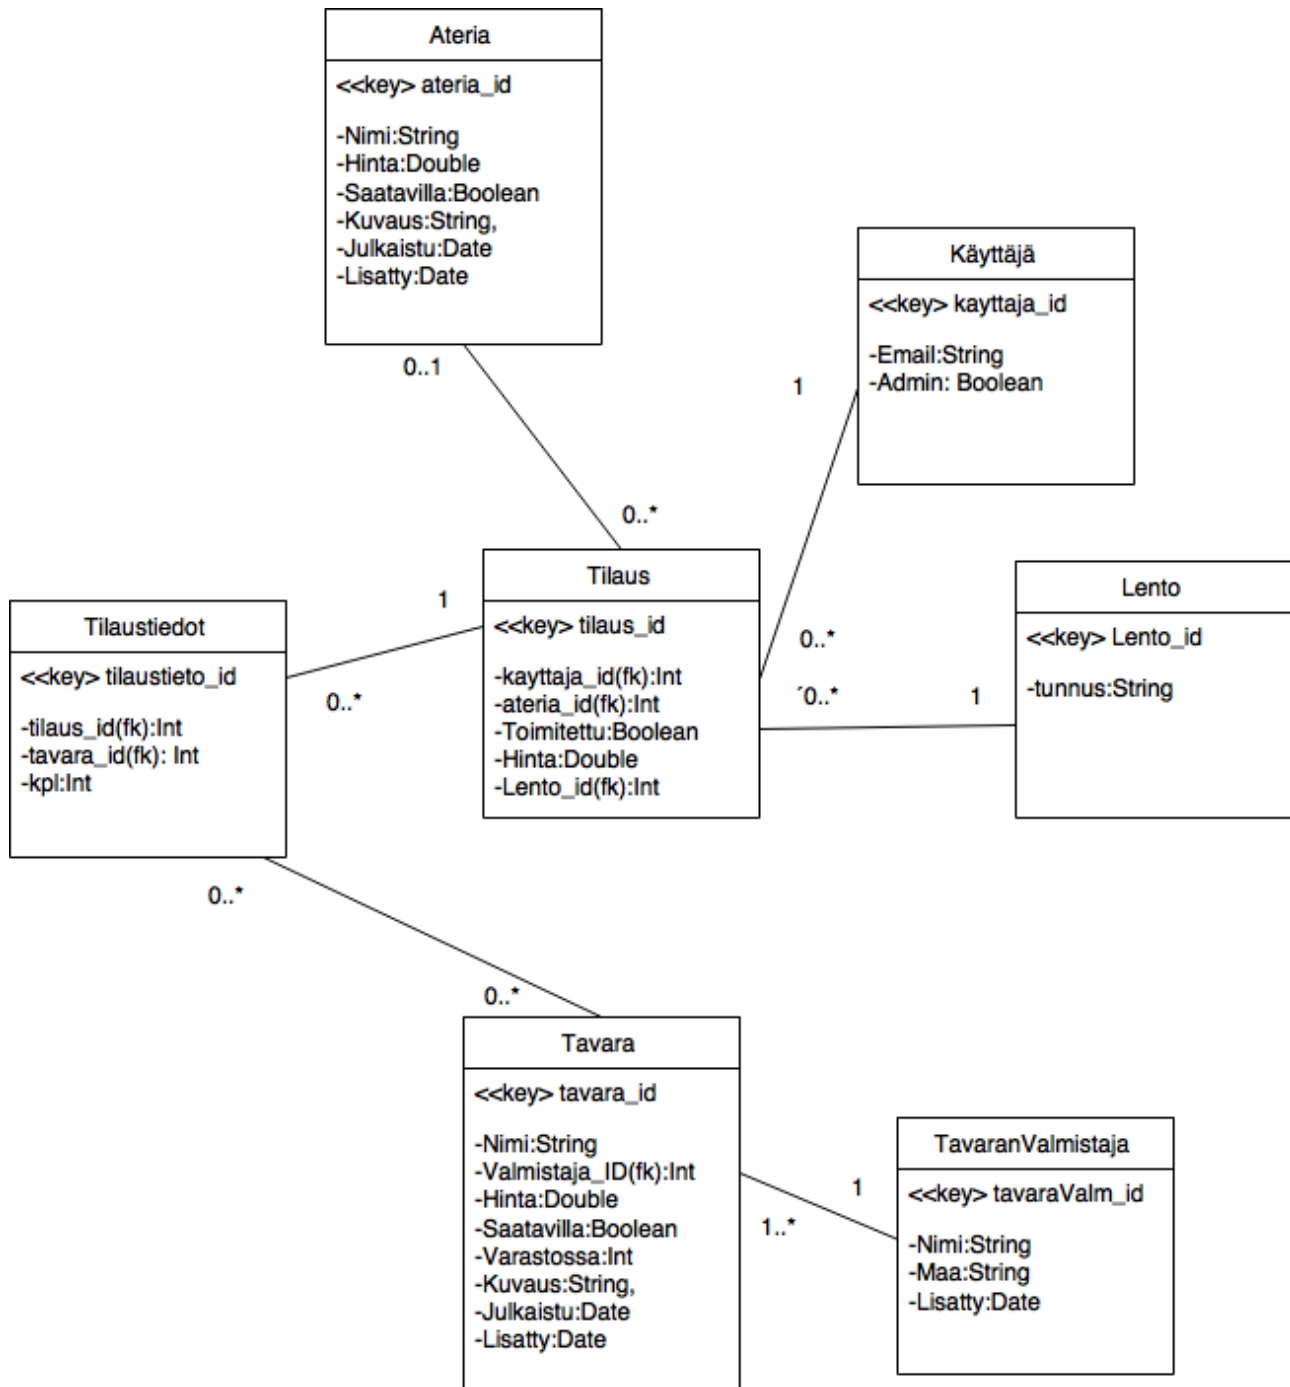 Ateria
<<key> ateria_id
-Nimi:String
-Hinta:Double
-Saatavilla:Boolean
-Kuvaus:String,
-Julkaistu:Date
-Lisatty:Date
0..1
0..*
Käyttäjä
<<key> kayttaja_id
-Email:String
-Admin: Boolean
1
0..*
Tilaus
<<key> tilaus_id
-kayttaja_id(fk):Int
-ateria_id(fk):Int
-Toimitettu:Boolean
-Hinta:Double
-Lento_id(fk):Int
´0..*
1
Lento
<<key> Lento_id
-tunnus:String
1
0..*
Tilaustiedot
<<key> tilaustieto_id
-tilaus_id(fk):Int
-tavara_id(fk): Int
-kpl:Int
0..*
0..*
Tavara
<<key> tavara_id
-Nimi:String
-Valmistaja_ID(fk):Int
-Hinta:Double
-Saatavilla:Boolean
-Varastossa:Int
-Kuvaus:String,
-Julkaistu:Date
-Lisatty:Date
1
1..*
TavaranValmistaja
<<key> tavaraValm_id
-Nimi:String
-Maa:String
-Lisatty:Date